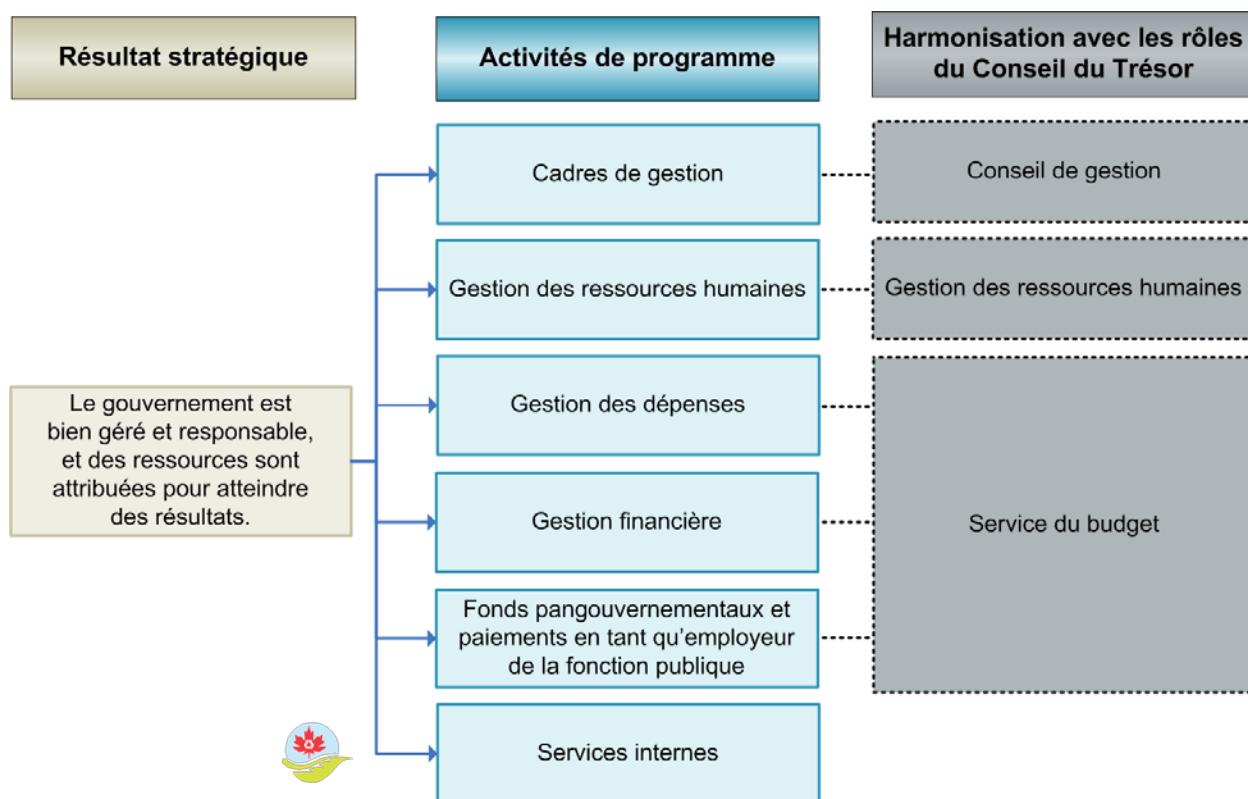 Résultat stratégique
Activités de programme
Harmonisation avec les rôles
du Conseil du Trésor
Cadres de gestion
Conseil de gestion
Gestion des ressources humaines
Gestion des ressources humaines
Le gouvernement est
bien géré et responsable,
et des ressources sont
attribuées pour atteindre
des résultats.
Gestion des dépenses
Gestion financière
Service du budget
Fonds pangouvernementaux et
paiements en tant qu'employeur
de la fonction publique
Services internes